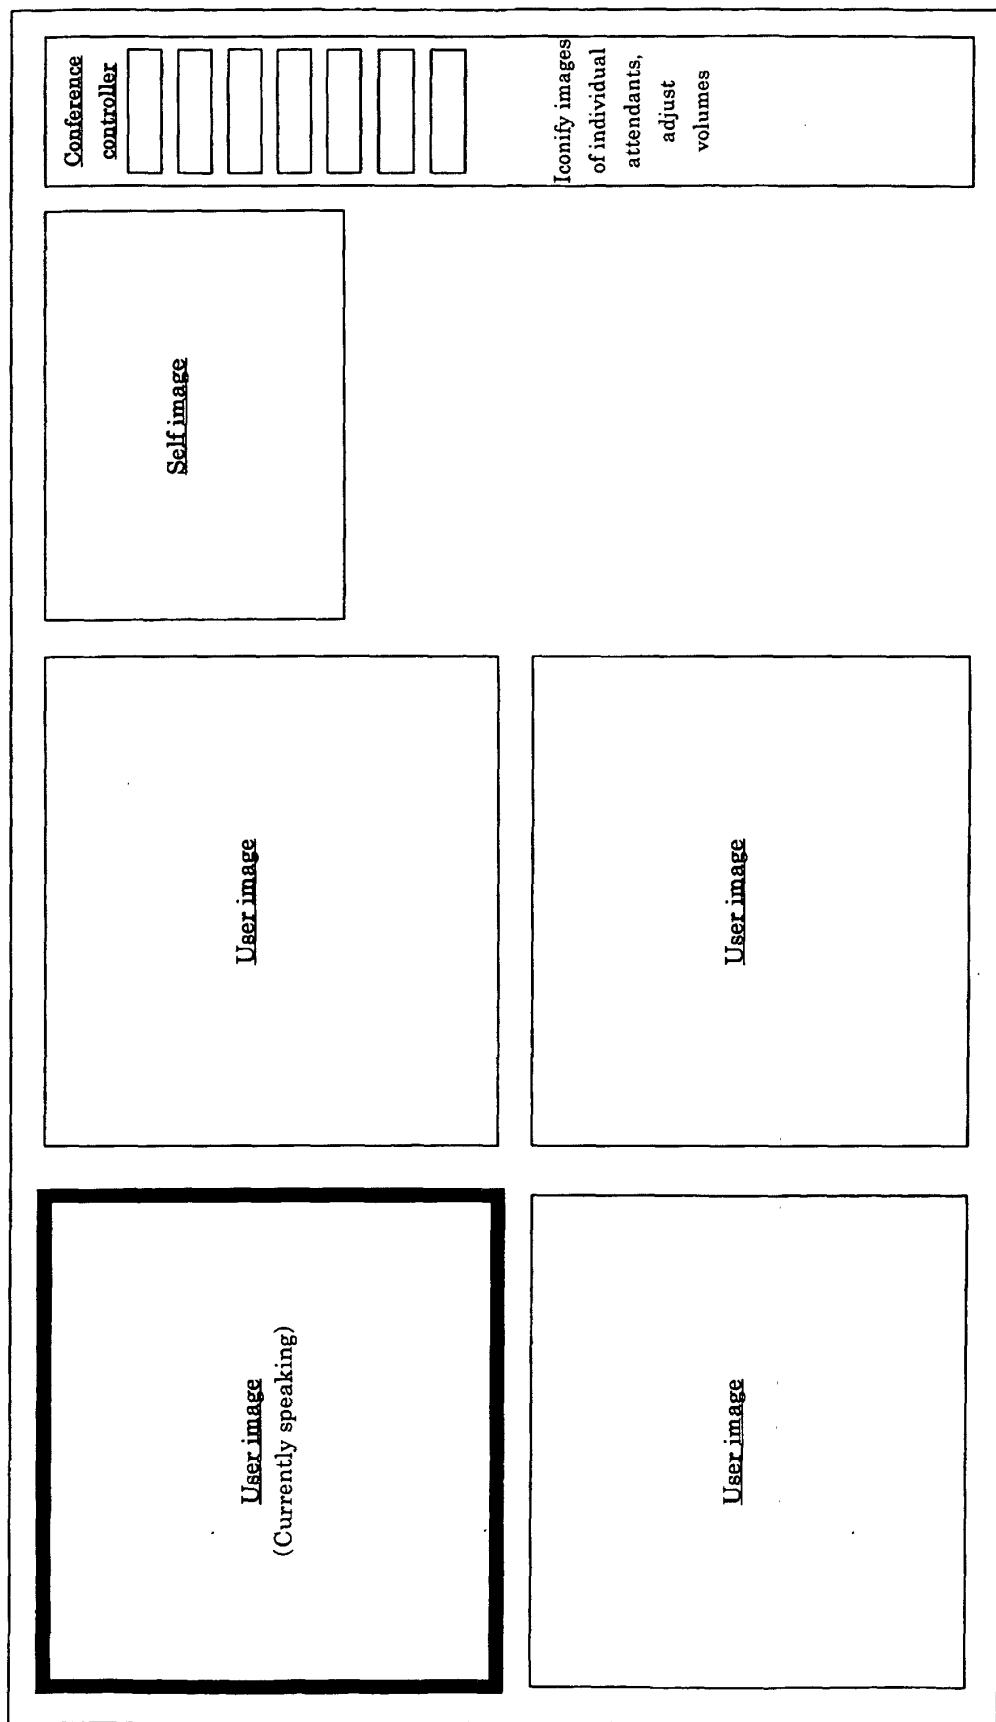 User image
(Currently speaking)
User image
Self image
Conference
controller
Iconify images
of individual
attendants,
adjust
volumes
User image
User image